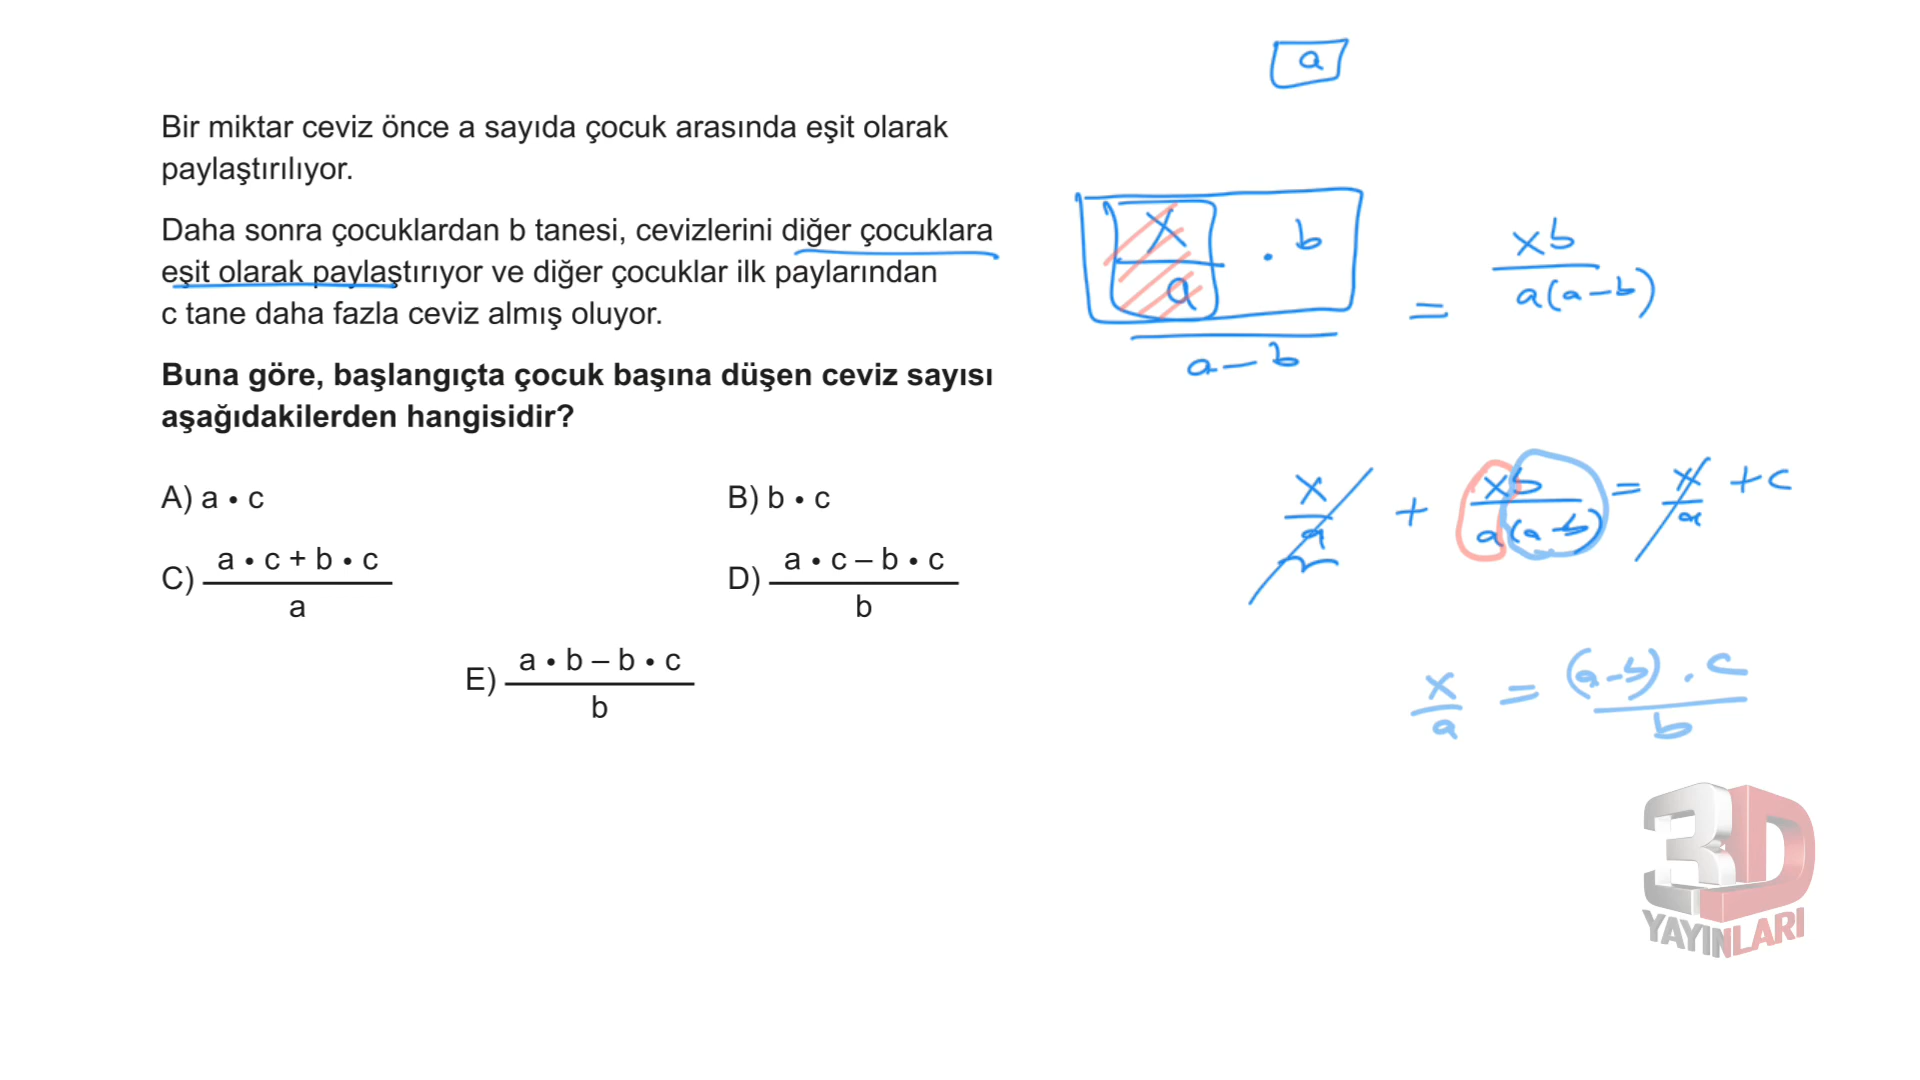 Bir miktar ceviz önce a sayıda çocuk arasında eşit olarak
paylaştırılıyor.
Daha sonra çocuklardan b tanesi, cevizlerini diğer çocuklara
eşit olarak paylaştırıyor ve diğer çocuklar ilk paylarından
c tane daha fazla ceviz almış oluyor.
Buna göre, başlangıçta çocuk başına düşen ceviz sayısı
aşağıdakilerden hangisidir?
A) a • c
B) b • c
C) a • c + b • c
a
D) a • c – b • c
b
E) a • b – b • c
b
a
x . b
a
a – b
=
xb
a(a–b)
x + xb = x + c
a a(a–b) a
x = (a–b) . c
a b
3D
YAYINLARI